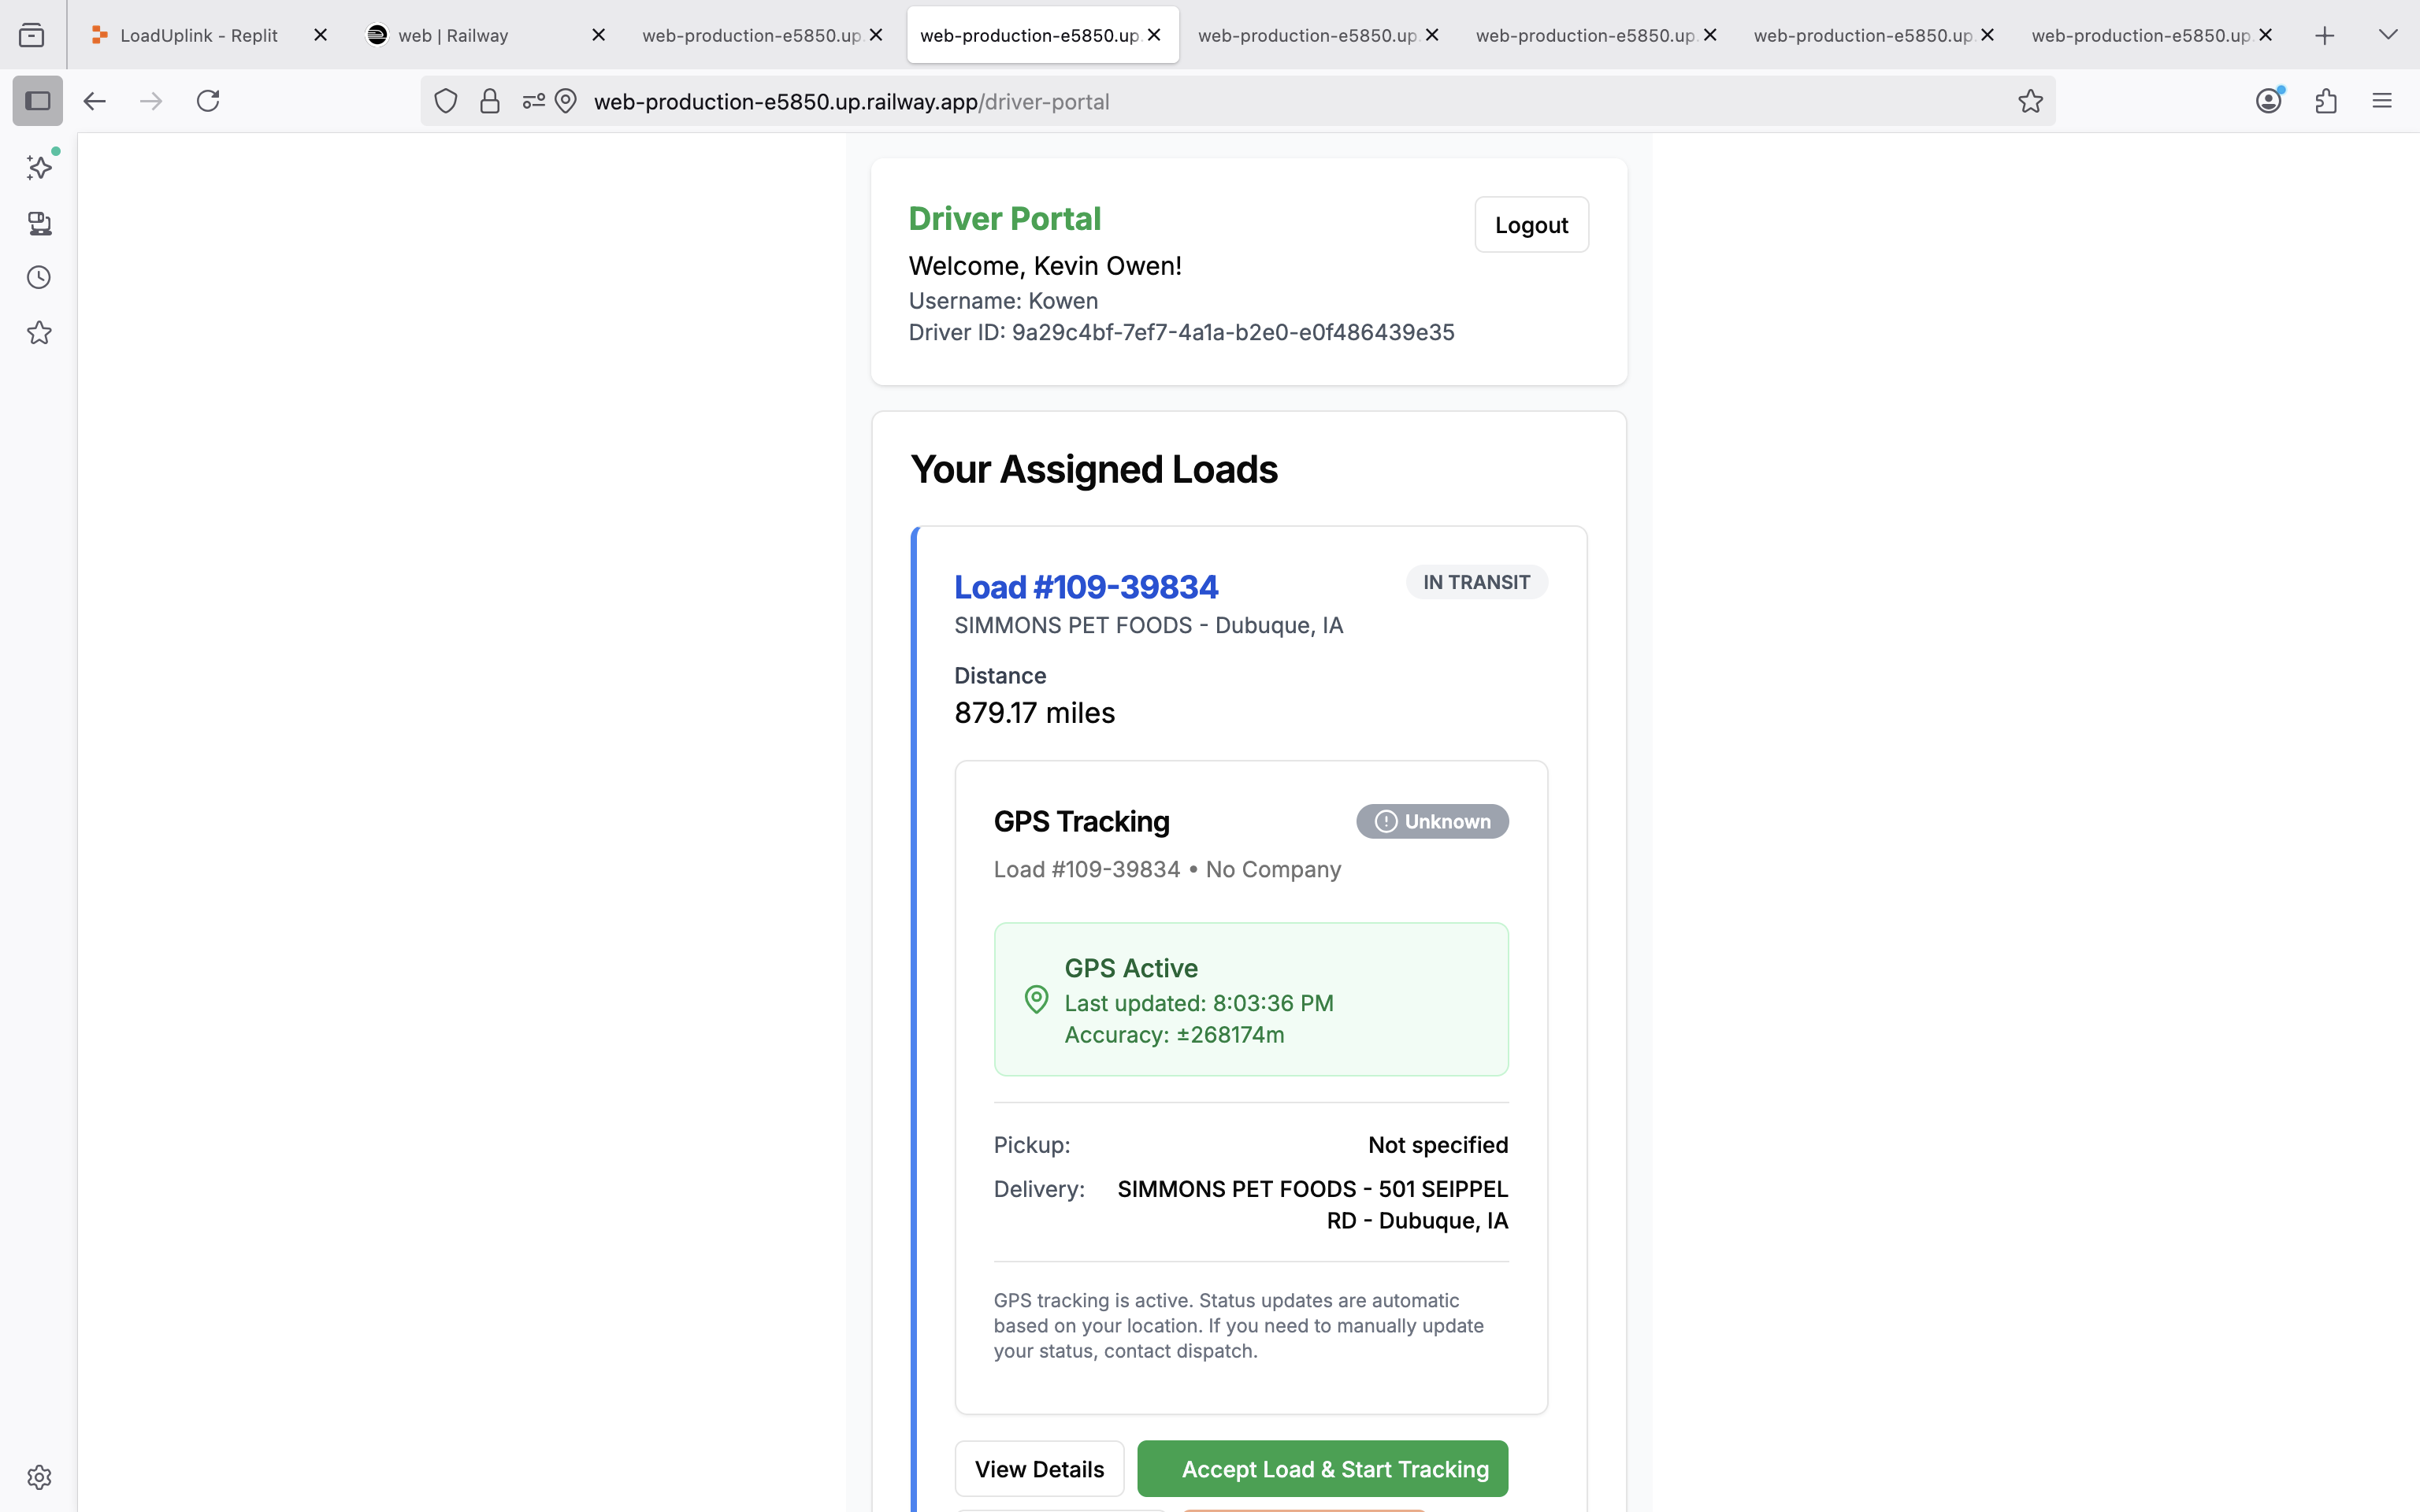 LoadUplink - Replit
web | Railway
web-production-e5850.up.
web-production-e5850.up.
web-production-e5850.up.
web-production-e5850.up.
web-production-e5850.up.
web-production-e5850.up.
web-production-e5850.up.railway.app/driver-portal
Driver Portal
Logout
Welcome, Kevin Owen!
Username: Kowen
Driver ID: 9a29c4bf-7ef7-4a1a-b2e0-e0f486439e35
Your Assigned Loads
Load #109-39834
IN TRANSIT
SIMMONS PET FOODS - Dubuque, IA
Distance
879.17 miles
GPS Tracking
Unknown
Load #109-39834 • No Company
GPS Active
Last updated: 8:03:36 PM
Accuracy: ±268174m
Pickup:
Not specified
Delivery:
SIMMONS PET FOODS - 501 SEIPPEL
RD - Dubuque, IA
GPS tracking is active. Status updates are automatic
based on your location. If you need to manually update
your status, contact dispatch.
View Details
Accept Load & Start Tracking